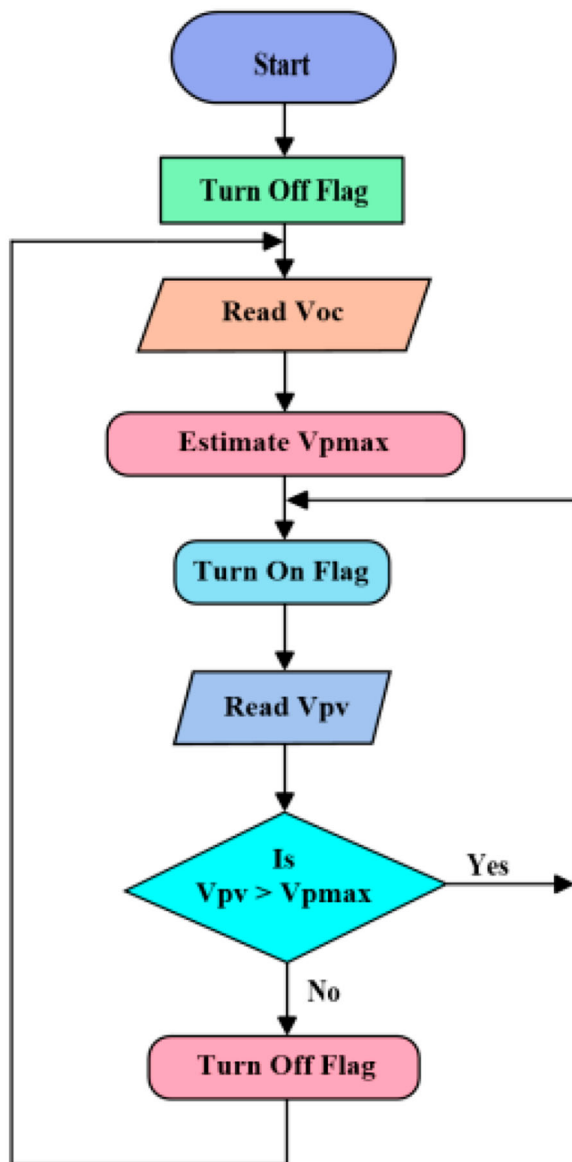 Start
Turn Off Flag
Read Voc
Estimate Vpmax
Turn On Flag
Read Vpv
Is
Vpv > Vpmax
Yes
No
Turn Off Flag